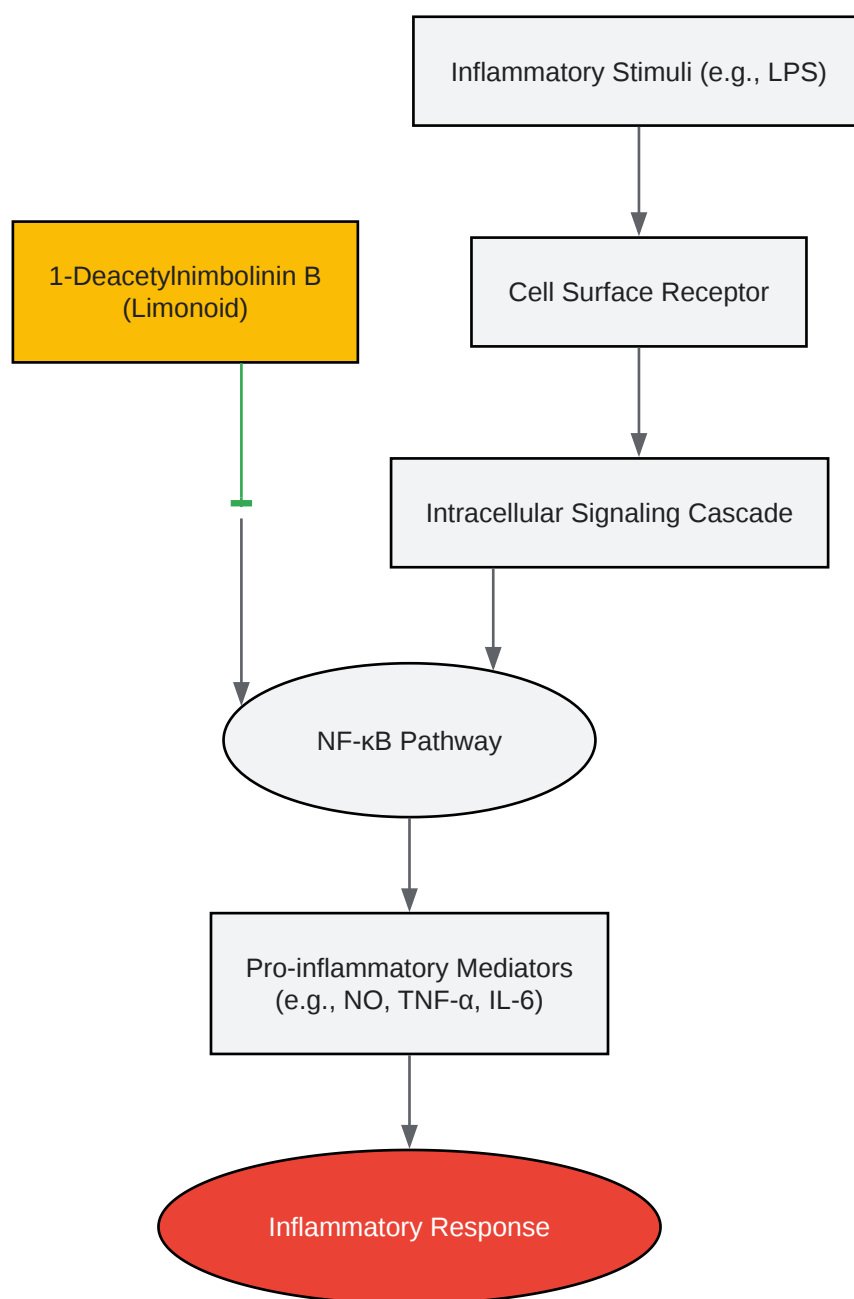 Inflammatory Stimuli (e.g., LPS)
1-Deacetylnimbolinin B
(Limonoid)
Cell Surface Receptor
Intracellular Signaling Cascade
NF-κB Pathway
Pro-inflammatory Mediators
(e.g., NO, TNF-α, IL-6)
Inflammatory Response